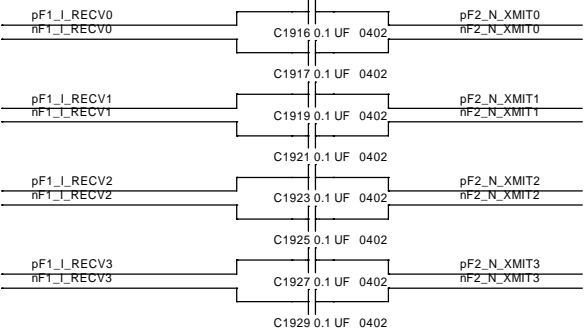 pF1_I_RECV0 pF2_N_XMIT0
nF1_I_RECV0 C1916 0.1 UF 0402 nF2_N_XMIT0
C1917 0.1 UF 0402
pF1_I_RECV1 pF2_N_XMIT1
nF1_I_RECV1 C1919 0.1 UF 0402 nF2_N_XMIT1
C1921 0.1 UF 0402
pF1_I_RECV2 pF2_N_XMIT2
nF1_I_RECV2 C1923 0.1 UF 0402 nF2_N_XMIT2
C1925 0.1 UF 0402
pF1_I_RECV3 pF2_N_XMIT3
nF1_I_RECV3 C1927 0.1 UF 0402 nF2_N_XMIT3
C1929 0.1 UF 0402